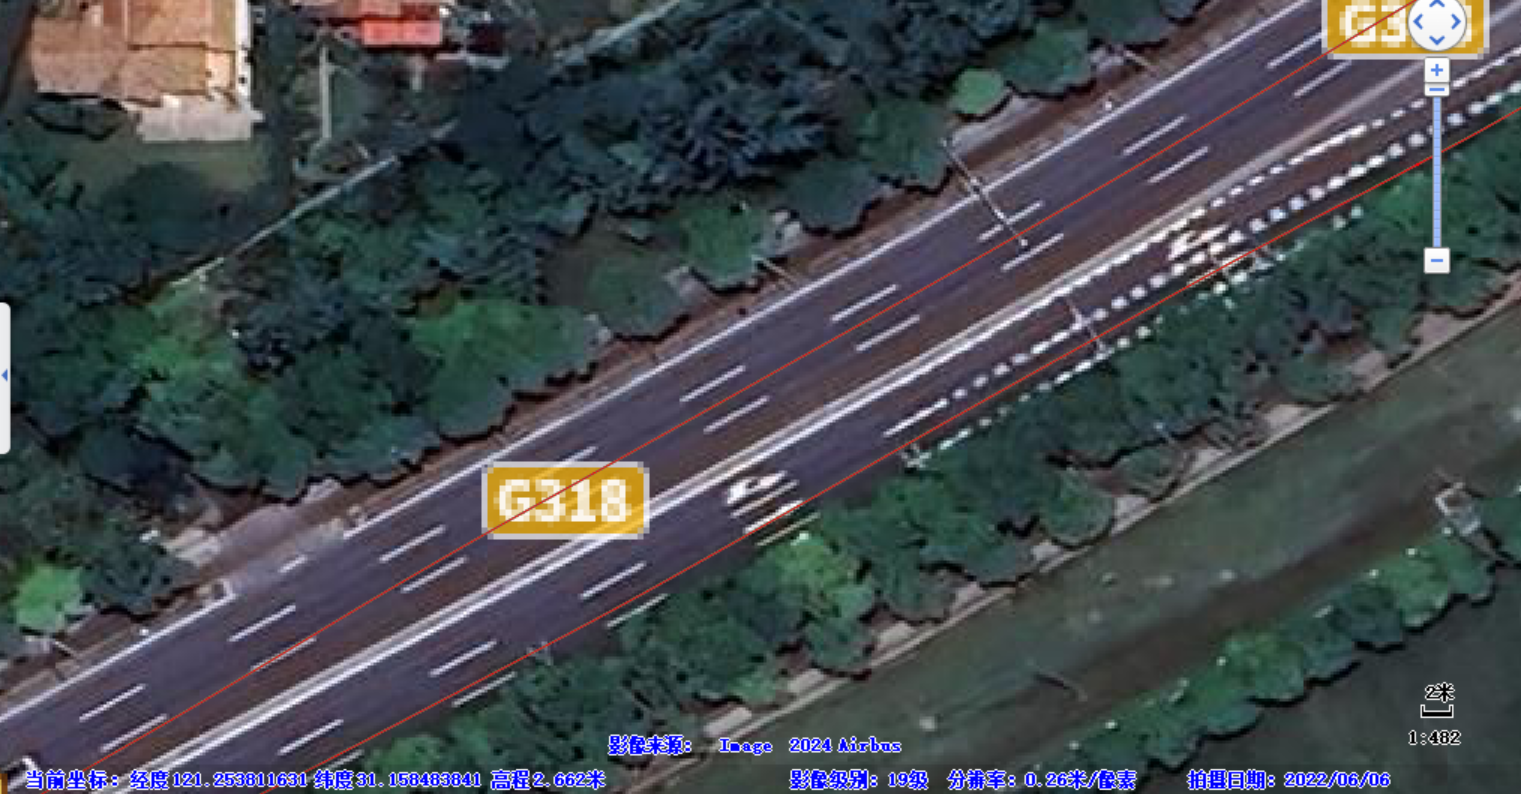 G318
2米
1:482
影像来源: Image 2024 Airbus
当前坐标: 经度121.253811631 纬度31.158483841 高程2.662米 影像级别: 19级 分辨率: 0.26米/像素 拍摄日期: 2022/06/06